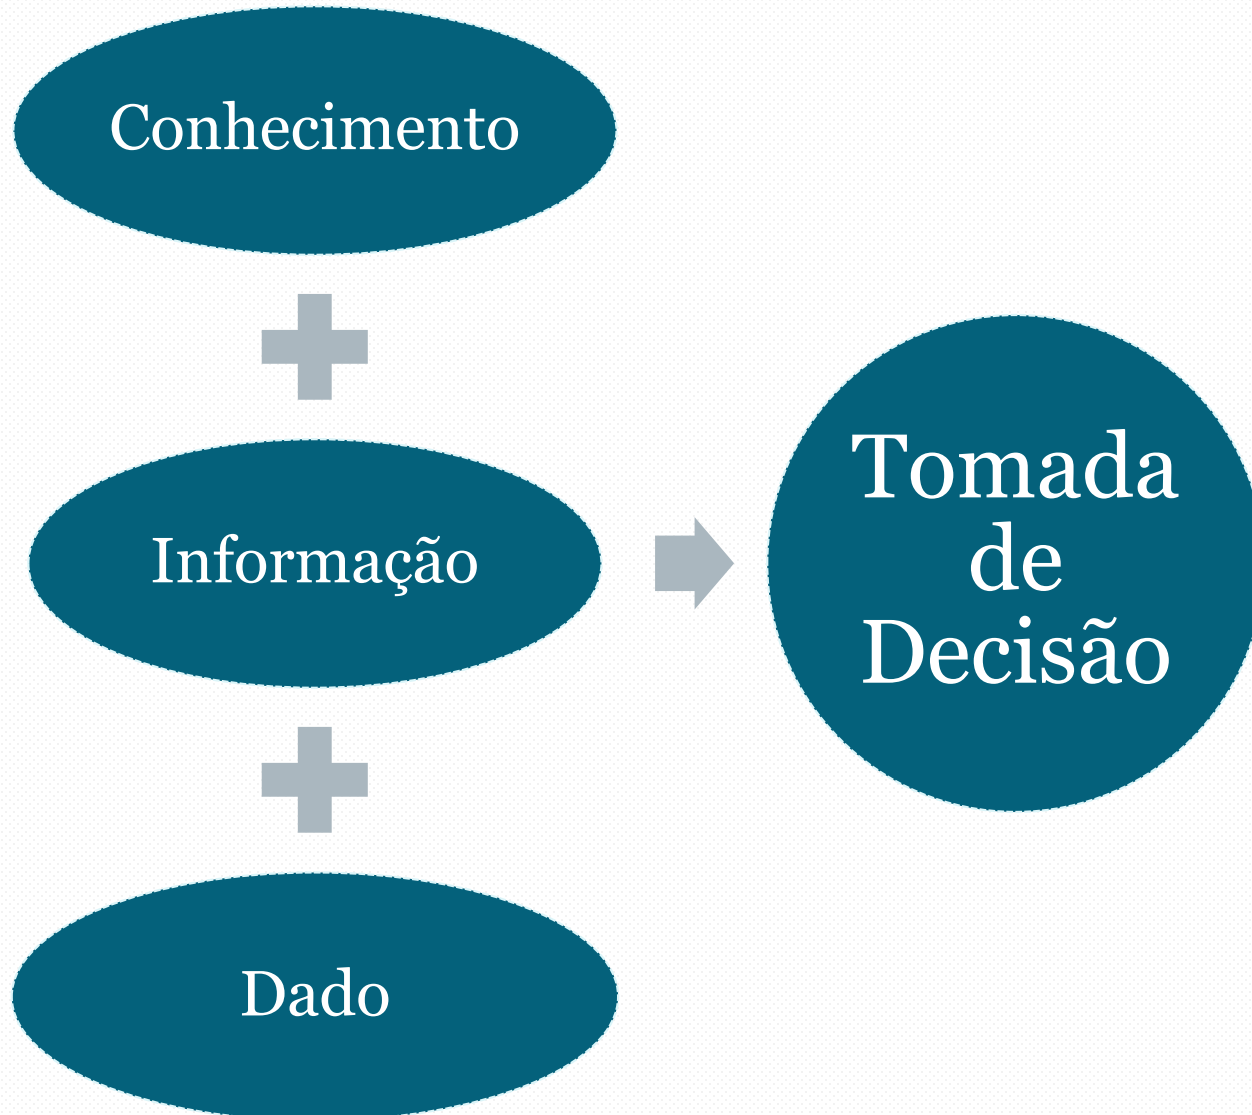 Conhecimento
Informação
Dado
Tomada
de
Decisão